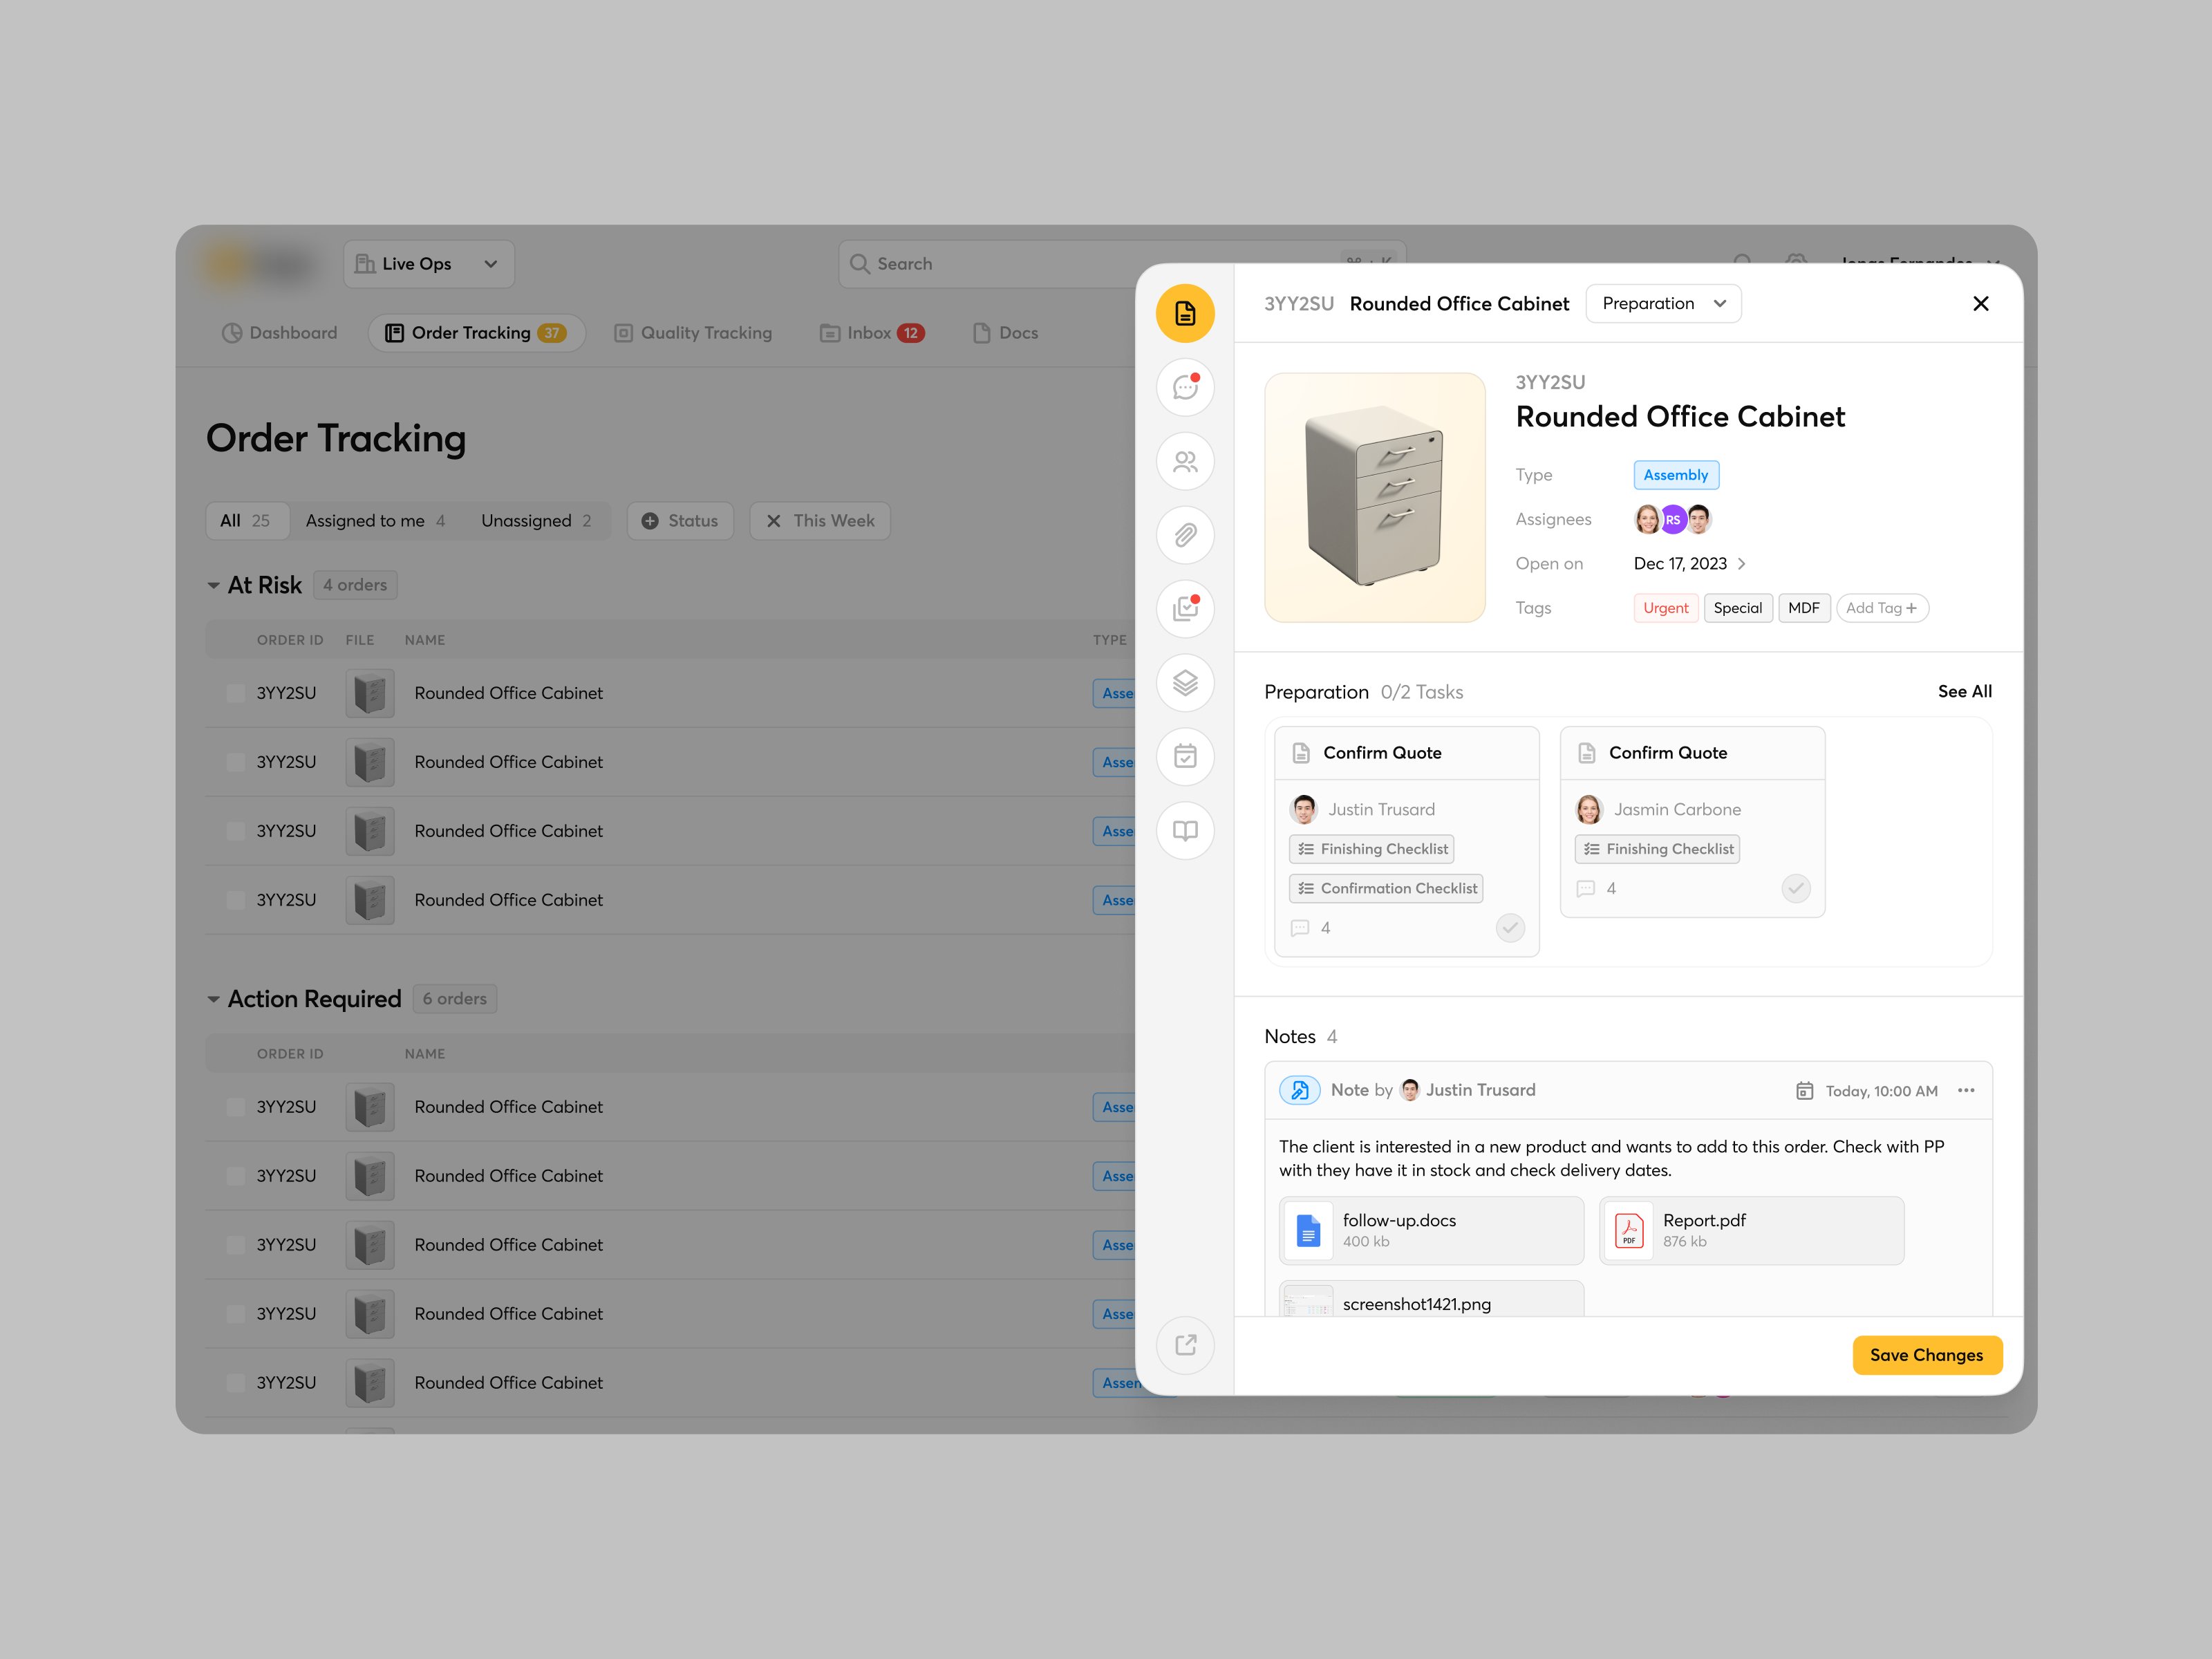 Live Ops
Search
Dashboard
Order Tracking 37
Quality Tracking
Inbox 12
Docs
Order Tracking
All 25
Assigned to me 4
Unassigned 2
Status
This Week
At Risk 4 orders
ORDER ID FILE NAME TYPE
3YY2SU Rounded Office Cabinet Asse
3YY2SU Rounded Office Cabinet Asse
3YY2SU Rounded Office Cabinet Asse
3YY2SU Rounded Office Cabinet Asse
Action Required 6 orders
ORDER ID NAME
3YY2SU Rounded Office Cabinet Asse
3YY2SU Rounded Office Cabinet Asse
3YY2SU Rounded Office Cabinet Asse
3YY2SU Rounded Office Cabinet Asse
3YY2SU Rounded Office Cabinet Assem
3YY2SU Rounded Office Cabinet Preparation
3YY2SU
Rounded Office Cabinet
Type Assembly
Assignees RS
Open on Dec 17, 2023
Tags Urgent Special MDF Add Tag +
Preparation 0/2 Tasks See All
Confirm Quote
Justin Trusard
Finishing Checklist
Confirmation Checklist
4
Confirm Quote
Jasmin Carbone
Finishing Checklist
4
Notes 4
Note by Justin Trusard Today, 10:00 AM
The client is interested in a new product and wants to add to this order. Check with PP
with they have it in stock and check delivery dates.
follow-up.docs
400 kb
Report.pdf
876 kb
PDF
screenshot1421.png
Save Changes